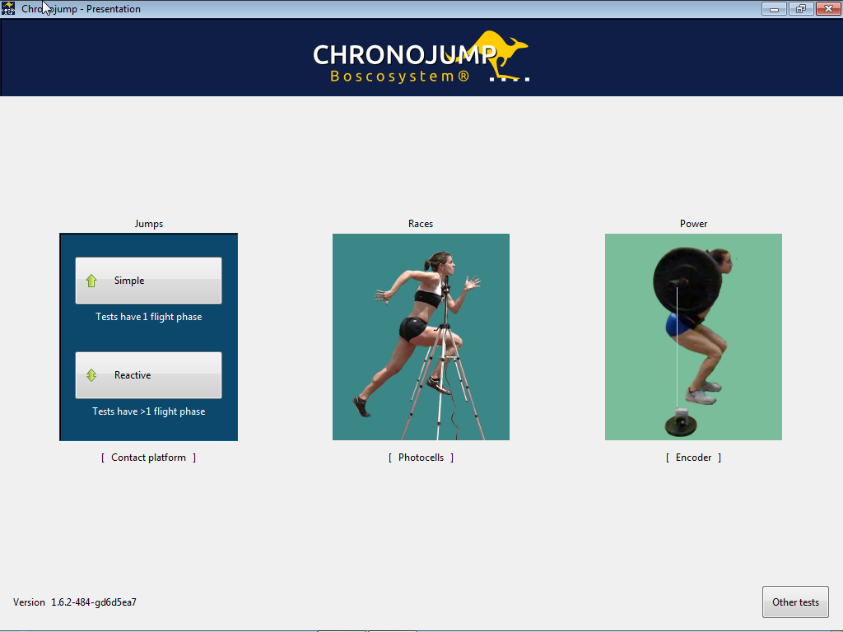 Chronojump - Presentation
CHRONOJUMP
Boscosystem®
Jumps
Races
Power
Simple
Tests have 1 flight phase
Reactive
Tests have >1 flight phase
[ Contact platform ]
[ Photocells ]
[ Encoder ]
Version 1.6.2-484-gd6d5ea7
Other tests